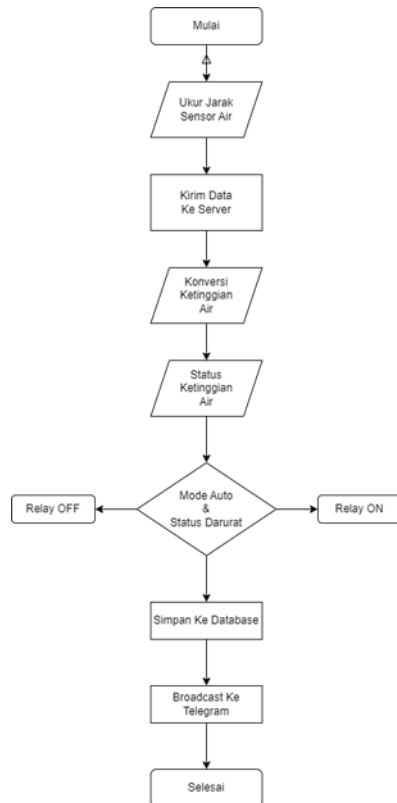 Mulai
Ukur Jarak
Sensor Air
Kirim Data
Ke Server
Konversi
Ketinggian
Air
Status
Ketinggian
Air
Relay OFF
Mode Auto
&
Status Darurat
Relay ON
Simpan Ke Database
Broadcast Ke
Telegram
Selesai